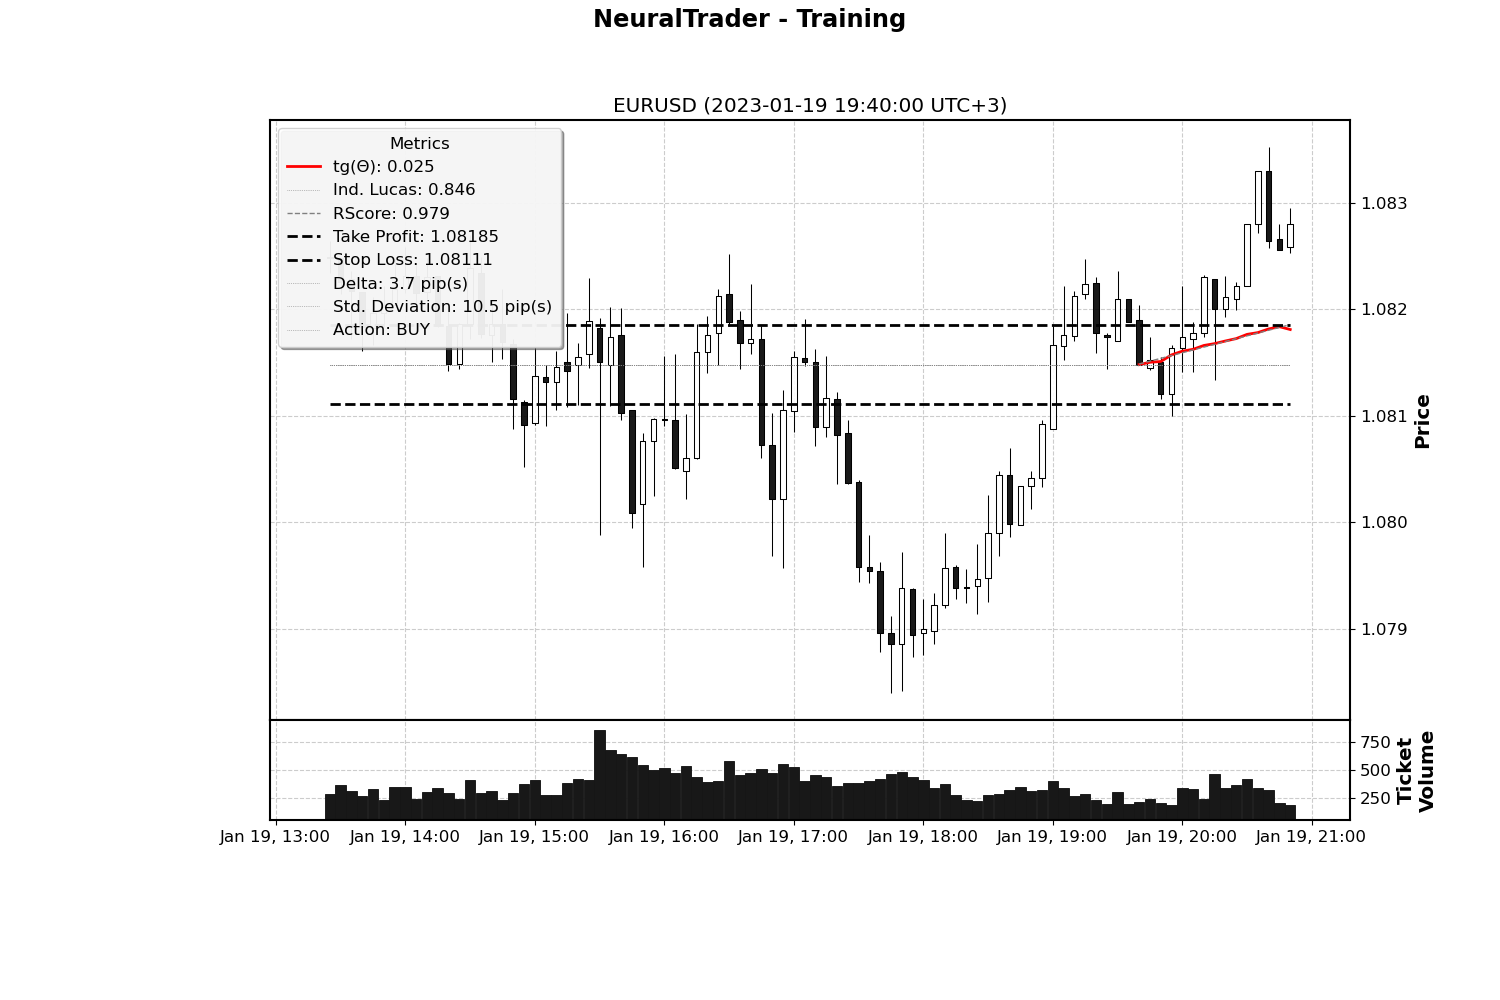 NeuralTrader - Training
EURUSD (2023-01-19 19:40:00 UTC+3)
Metrics
tg(Θ): 0.025
Ind. Lucas: 0.846
RScore: 0.979
Take Profit: 1.08185
Stop Loss: 1.08111
Delta: 3.7 pip(s)
Std. Deviation: 10.5 pip(s)
Action: BUY
1.083
1.082
1.081
1.080
1.079
Price
750
500
250
Ticket
Volume
Jan 19, 13:00
Jan 19, 14:00
Jan 19, 15:00
Jan 19, 16:00
Jan 19, 17:00
Jan 19, 18:00
Jan 19, 19:00
Jan 19, 20:00
Jan 19, 21:00